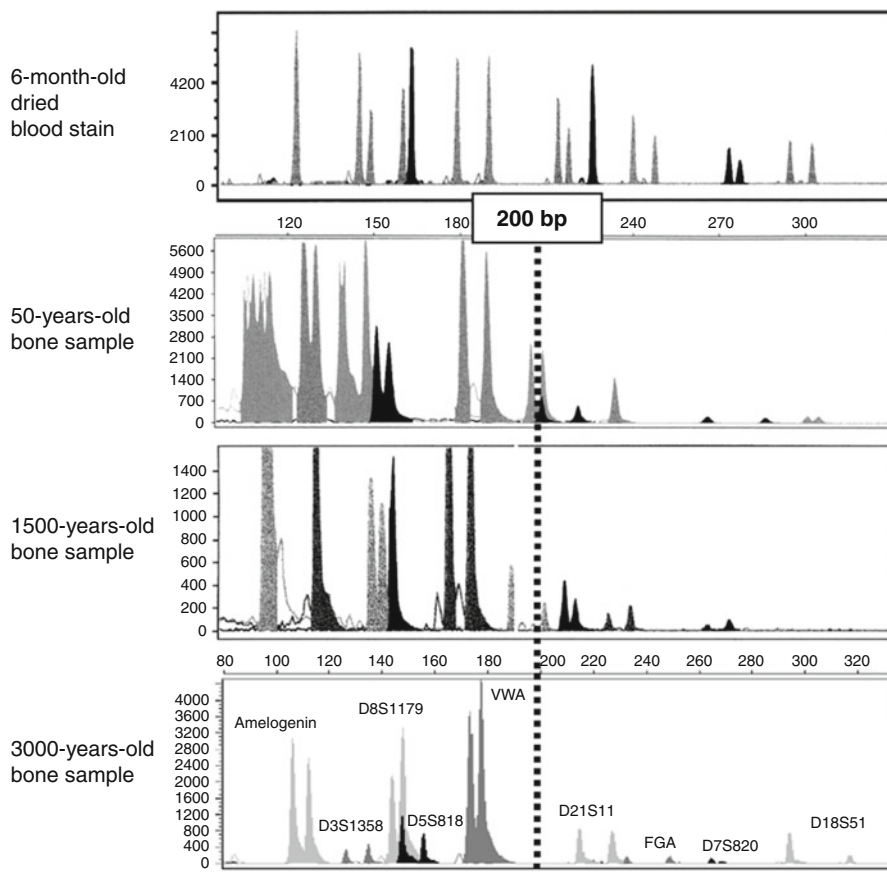 6-month-old
dried
blood stain
4200
2100
0
120 150 180 200 bp 240 270 300
50-years-old
bone sample
5600
4900
4200
3500
2800
2100
1400
700
0
1500-years-old
bone sample
1400
1200
1000
800
600
400
200
0
80 100 120 140 160 180 200 220 240 260 280 300 320
3000-years-old
bone sample
4000
3600
3200
2800
2400
2000
1600
1200
800
400
0
Amelogenin
D3S1358
D8S1179
D5S818
VWA
D21S11
FGA
D7S820
D18S51